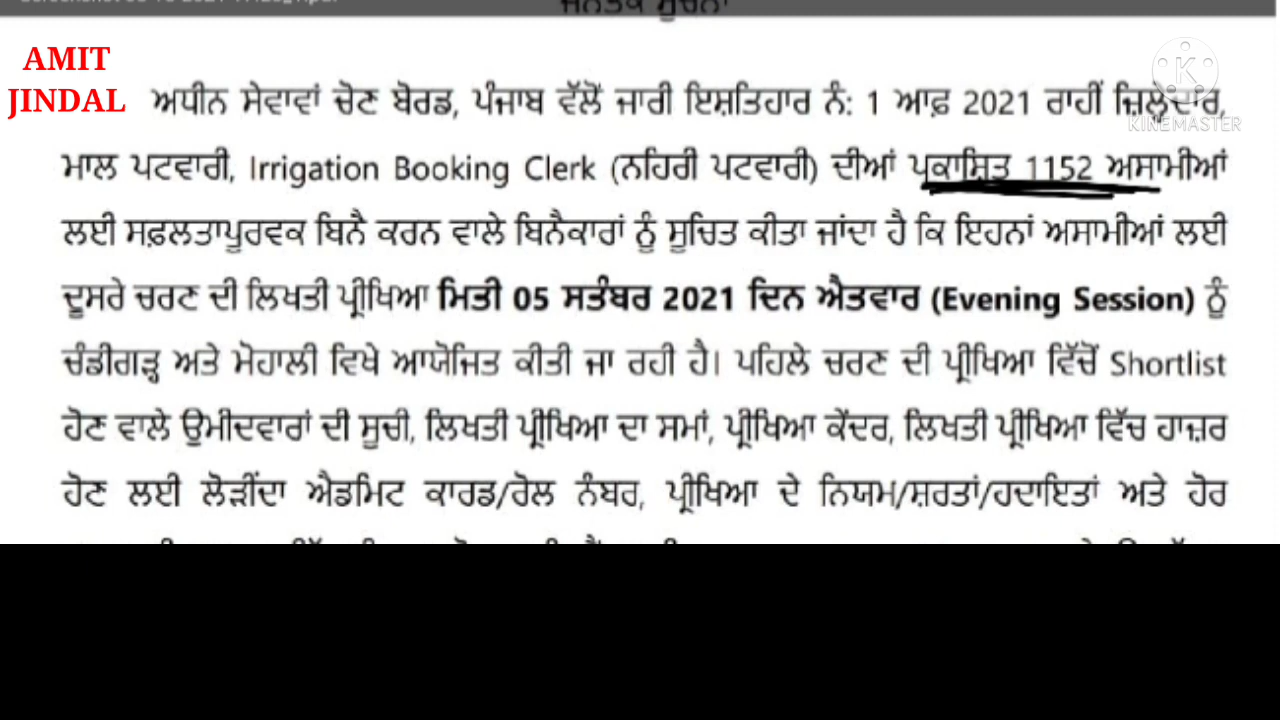 ਜਨਤਕ ਸੂਚਨਾ
AMIT
JINDAL
ਅਧੀਨ ਸੇਵਾਵਾਂ ਚੋਣ ਬੋਰਡ, ਪੰਜਾਬ ਵੱਲੋਂ ਜਾਰੀ ਇਸ਼ਤਿਹਾਰ ਨੰ: 1 ਆਫ਼ 2021 ਰਾਹੀਂ ਜ਼ਿਲ੍ਹੇਦਾਰ,
KINEMASTER
ਮਾਲ ਪਟਵਾਰੀ, Irrigation Booking Clerk (ਨਹਿਰੀ ਪਟਵਾਰੀ) ਦੀਆਂ ਪ੍ਰਕਾਸ਼ਿਤ 1152 ਅਸਾਮੀਆਂ
ਲਈ ਸਫ਼ਲਤਾਪੂਰਵਕ ਬਿਨੈ ਕਰਨ ਵਾਲੇ ਬਿਨੈਕਾਰਾਂ ਨੂੰ ਸੂਚਿਤ ਕੀਤਾ ਜਾਂਦਾ ਹੈ ਕਿ ਇਹਨਾਂ ਅਸਾਮੀਆਂ ਲਈ
ਦੂਸਰੇ ਚਰਣ ਦੀ ਲਿਖਤੀ ਪ੍ਰੀਖਿਆ ਮਿਤੀ 05 ਸਤੰਬਰ 2021 ਦਿਨ ਐਤਵਾਰ (Evening Session) ਨੂੰ
ਚੰਡੀਗੜ੍ਹ ਅਤੇ ਮੋਹਾਲੀ ਵਿਖੇ ਆਯੋਜਿਤ ਕੀਤੀ ਜਾ ਰਹੀ ਹੈ। ਪਹਿਲੇ ਚਰਣ ਦੀ ਪ੍ਰੀਖਿਆ ਵਿੱਚੋਂ Shortlist
ਹੋਣ ਵਾਲੇ ਉਮੀਦਵਾਰਾਂ ਦੀ ਸੂਚੀ, ਲਿਖਤੀ ਪ੍ਰੀਖਿਆ ਦਾ ਸਮਾਂ, ਪ੍ਰੀਖਿਆ ਕੇਂਦਰ, ਲਿਖਤੀ ਪ੍ਰੀਖਿਆ ਵਿੱਚ ਹਾਜ਼ਰ
ਹੋਣ ਲਈ ਲੋੜੀਂਦਾ ਐਡਮਿਟ ਕਾਰਡ/ਰੋਲ ਨੰਬਰ, ਪ੍ਰੀਖਿਆ ਦੇ ਨਿਯਮ/ਸ਼ਰਤਾਂ/ਹਦਾਇਤਾਂ ਅਤੇ ਹੋਰ